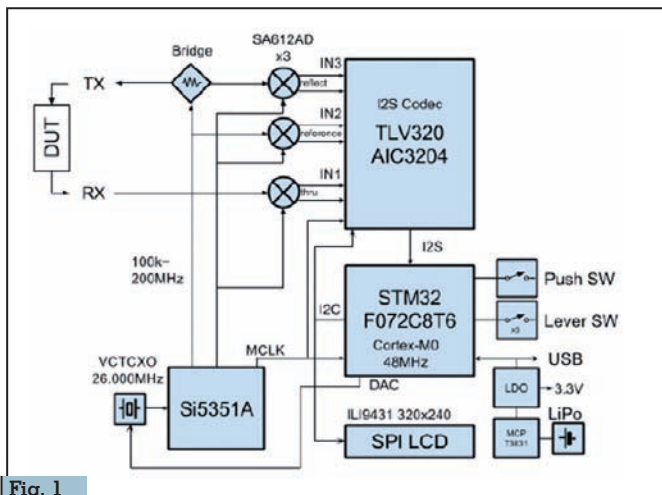 SA612AD
x3
Bridge
TX
IN3
reflect
I2S Codec
TLV320
AIC3204
IN2
reference
DUT
IN1
thru
RX
I2S
100k–
200MHz
Push SW
I2C
STM32
F072C8T6
Cortex-M0
48MHz
Lever SW
x3
VCTCXO
26.000MHz
MCLK
USB
DAC
LDO
3.3V
Si5351A
ILI9431 320x240
LiPo
SPI LCD
MCP
Fig. 1